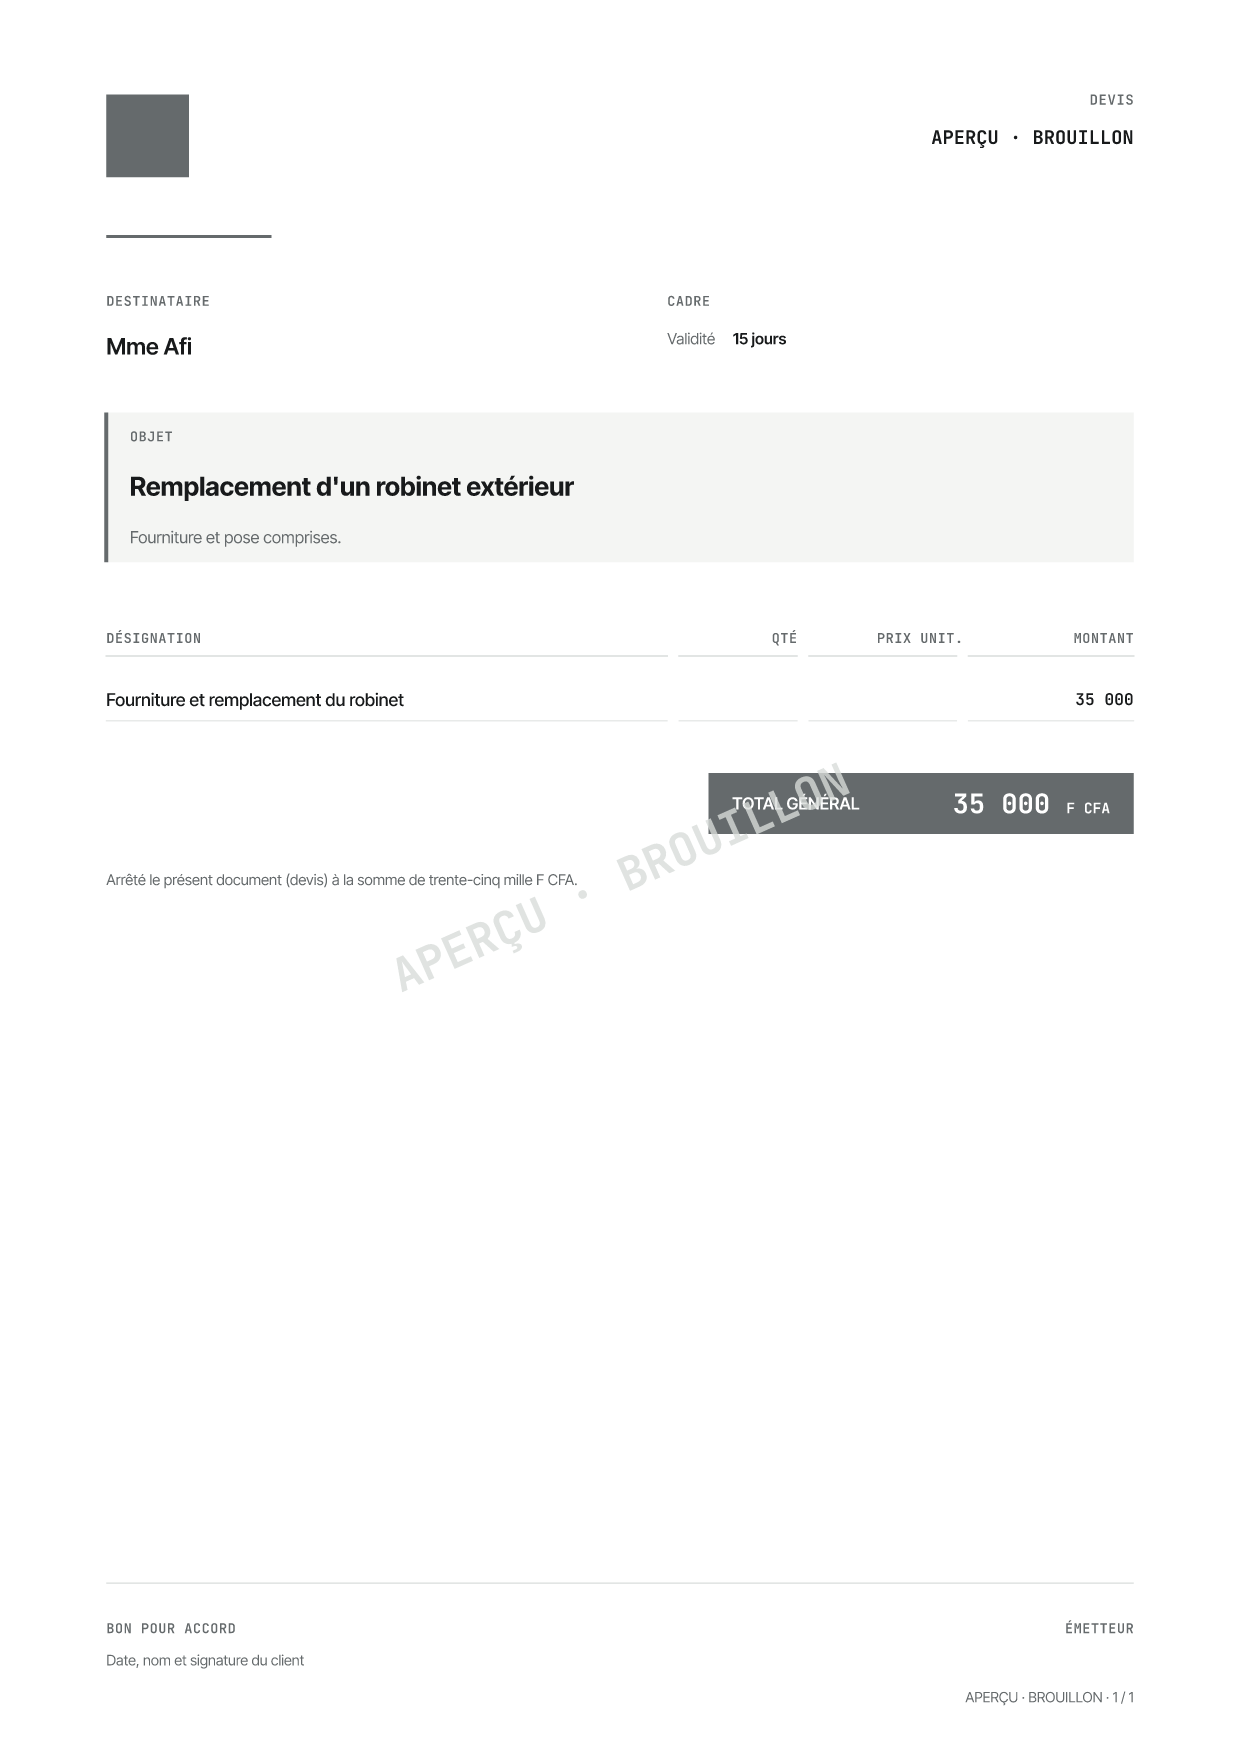 DEVIS
APERÇU · BROUILLON
DESTINATAIRE
Mme Afi
CADRE
Validité 15 jours
OBJET
Remplacement d'un robinet extérieur
Fourniture et pose comprises.
DÉSIGNATION QTÉ PRIX UNIT. MONTANT
Fourniture et remplacement du robinet 35 000
TOTAL GÉNÉRAL 35 000 F CFA
Arrêté le présent document (devis) à la somme de trente-cinq mille F CFA.
APERÇU · BROUILLON
BON POUR ACCORD
Date, nom et signature du client
ÉMETTEUR
APERÇU · BROUILLON · 1 / 1